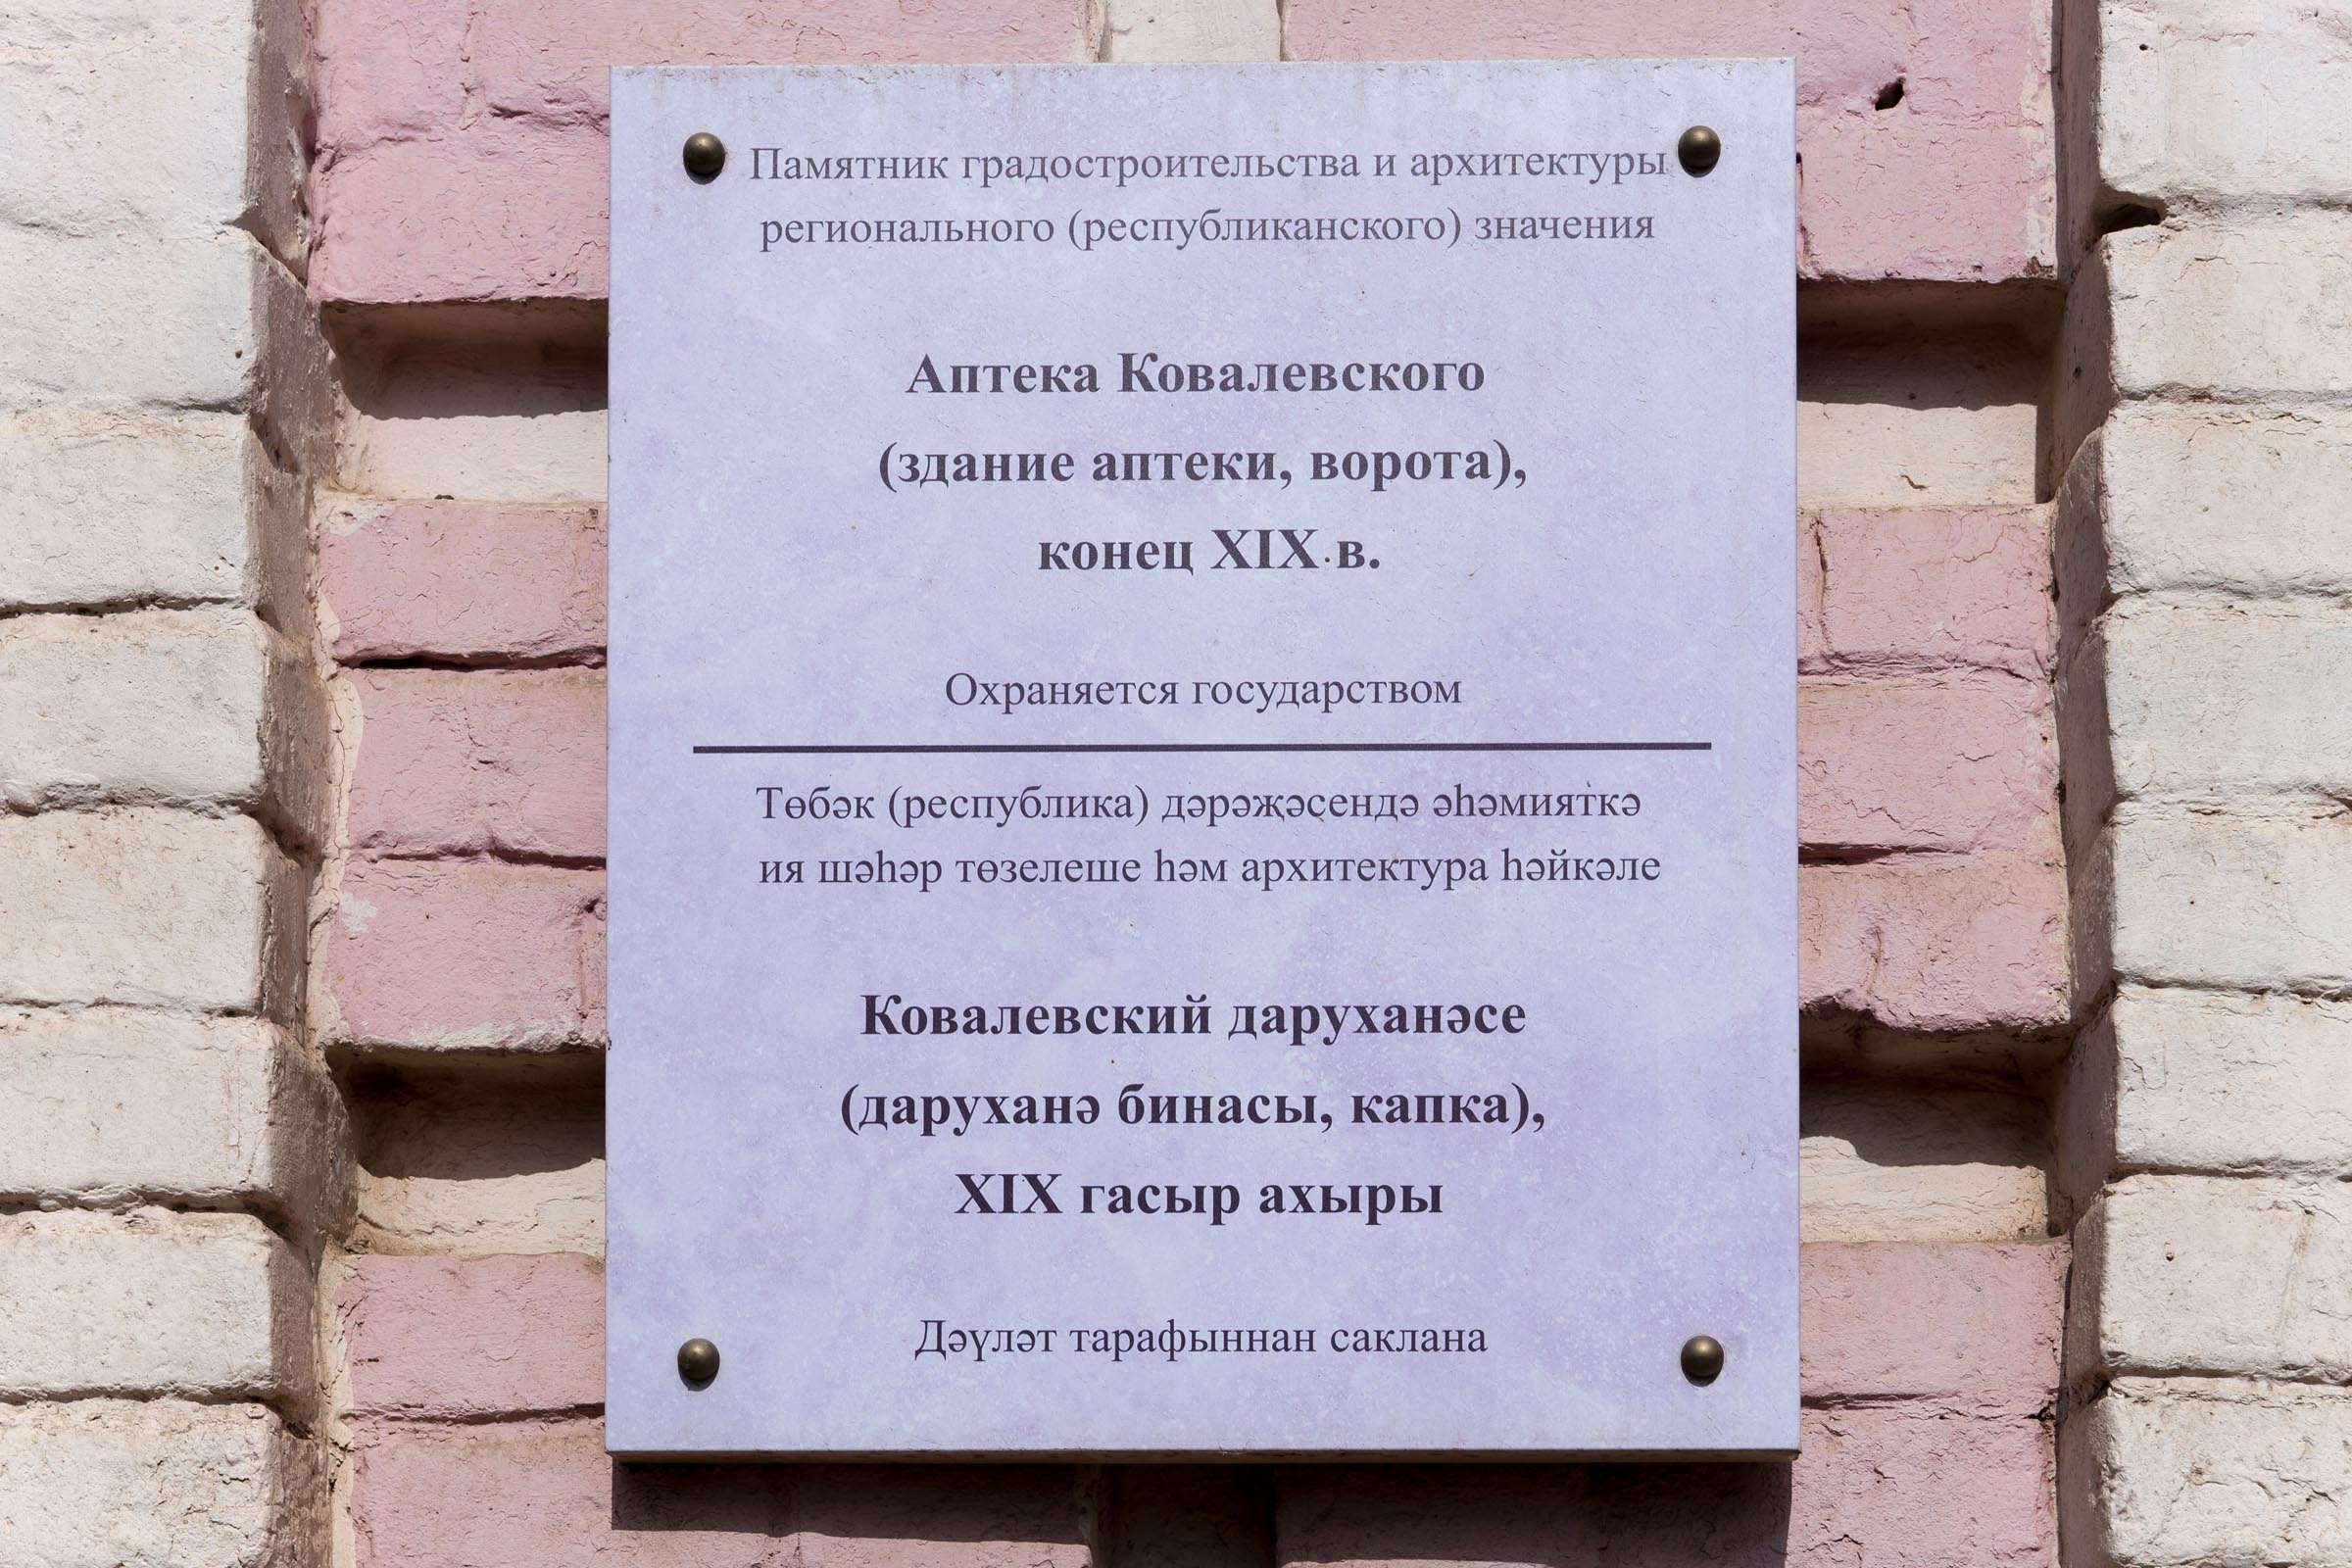 Памятник градостроительства и архитектуры
регионального (республиканского) значения
Аптека Ковалевского
(здание аптеки, ворота),
конец XIX в.
Охраняется государством
Төбәк (республика) дәрәҗәсендә әһәмияткә
ия шәһәр төзелеше һәм архитектура һәйкәле
Ковалевский даруханәсе
(даруханә бинасы, капка),
XIX гасыр ахыры
Дәүләт тарафыннан саклана